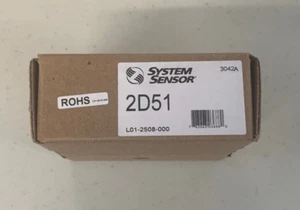 SYSTEM
SENSOR
3042A
ROHS
2D51
L01-2508-000